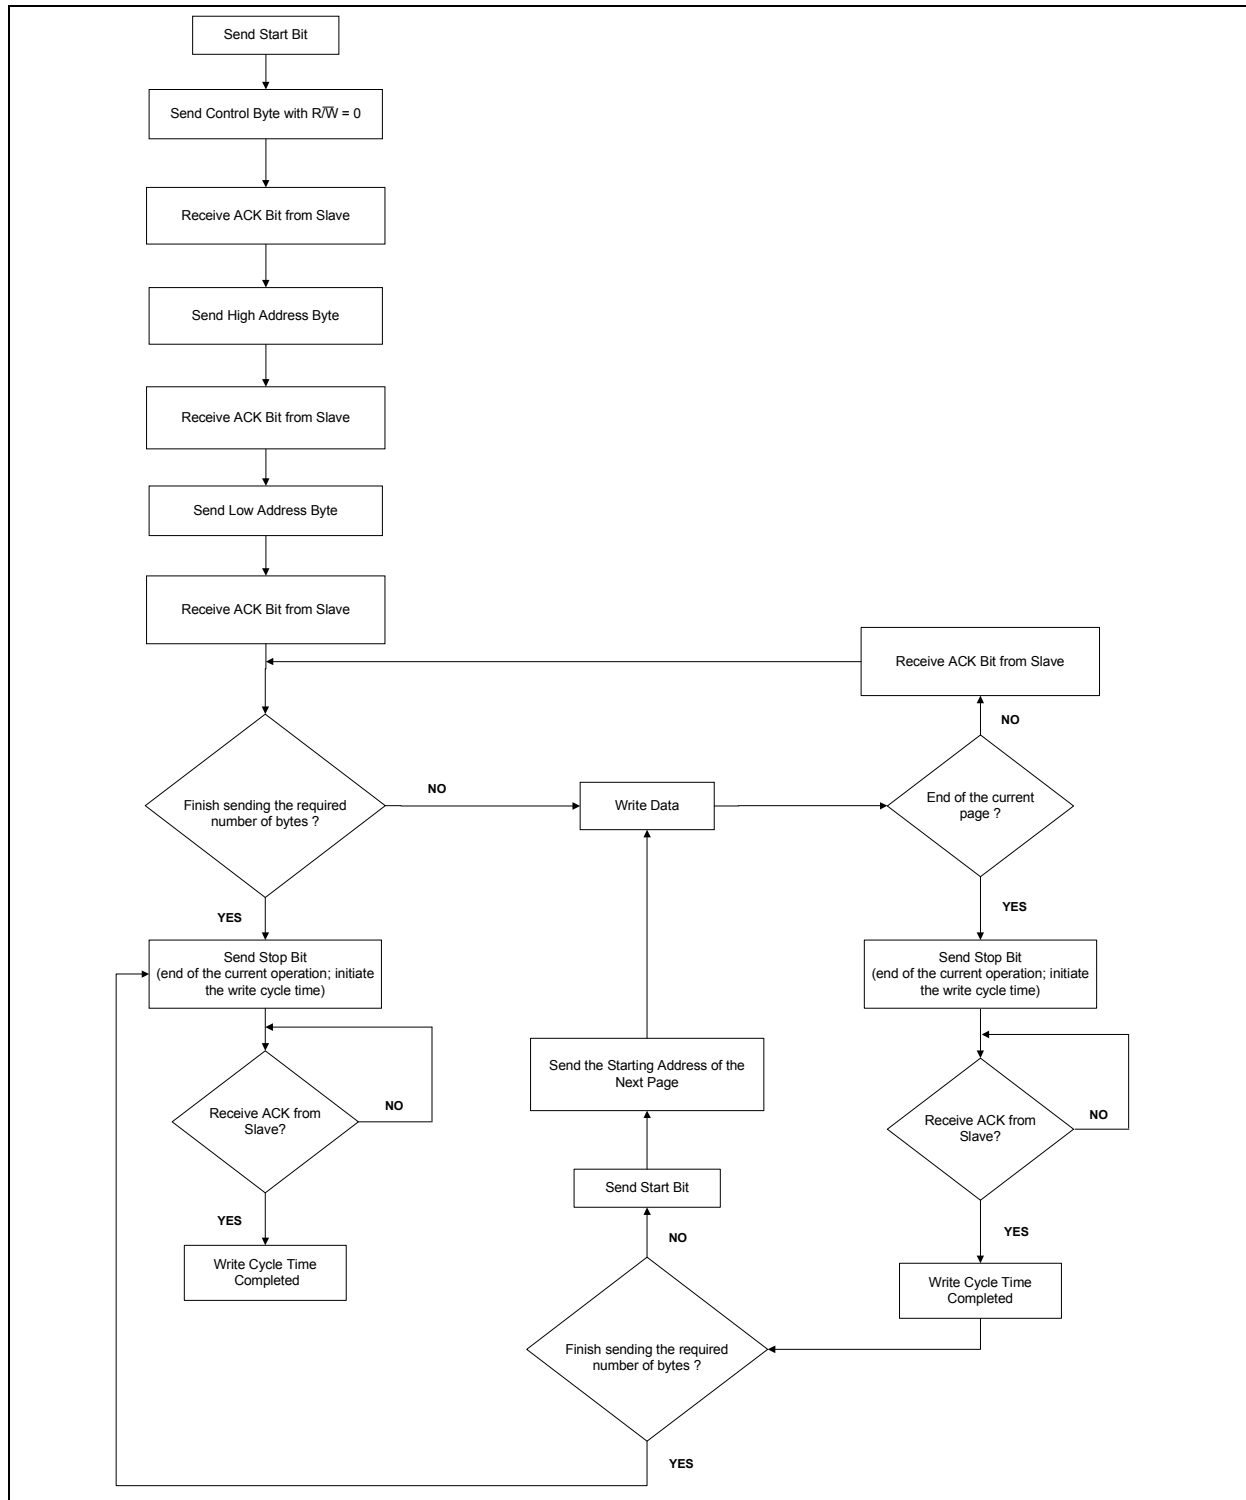 Send Start Bit
Send Control Byte with R/W̅ = 0
Receive ACK Bit from Slave
Send High Address Byte
Receive ACK Bit from Slave
Send Low Address Byte
Receive ACK Bit from Slave
Receive ACK Bit from Slave
NO
Finish sending the required
number of bytes ?
NO
Write Data
End of the current
page ?
YES
YES
Send Stop Bit
(end of the current operation; initiate
the write cycle time)
Send Stop Bit
(end of the current operation; initiate
the write cycle time)
Send the Starting Address of the
Next Page
Receive ACK from
Slave?
NO
Receive ACK from
Slave?
NO
Send Start Bit
YES
NO
YES
Write Cycle Time
Completed
Write Cycle Time
Completed
Finish sending the required
number of bytes ?
YES